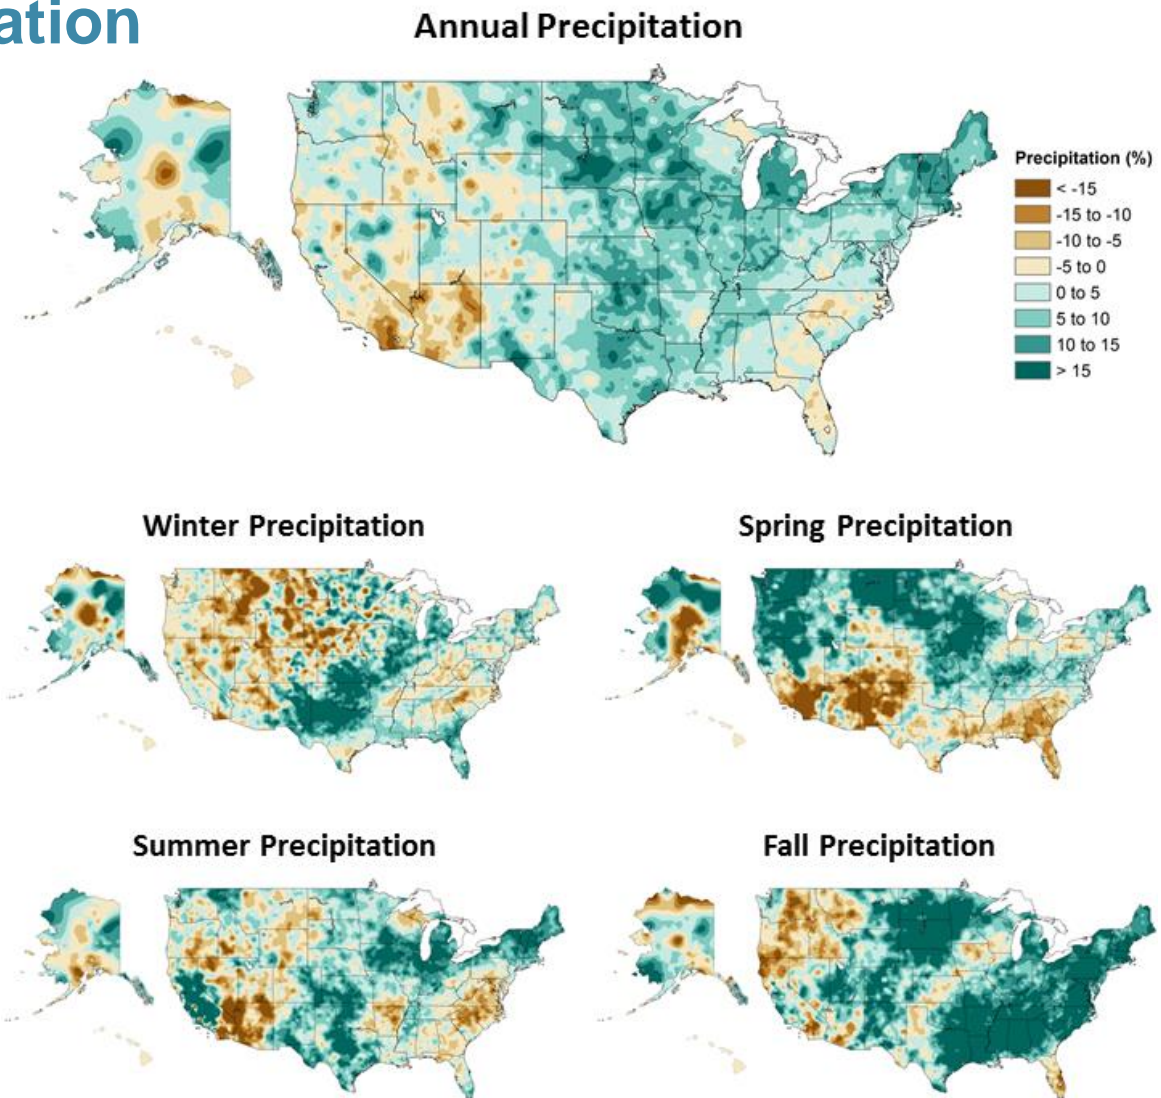 ation
Annual Precipitation
Precipitation (%)
< -15
-15 to -10
-10 to -5
-5 to 0
0 to 5
5 to 10
10 to 15
> 15
Winter Precipitation
Spring Precipitation
Summer Precipitation
Fall Precipitation